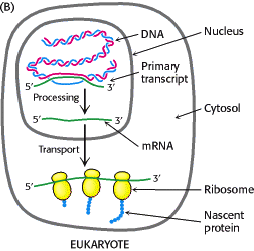 (B)
DNA
Nucleus
Primary
transcript
5′ 3′
Processing
Cytosol
5′ 3′
mRNA
Transport
5′ 3′
Ribosome
Nascent
protein
EUKARYOTE